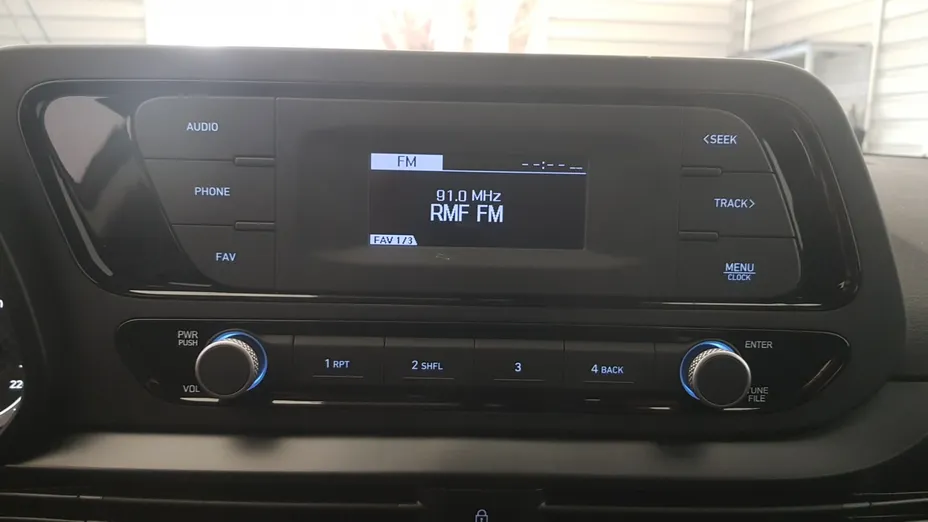 AUDIO
PHONE
FAV
FM
--:-- __
91.0 MHz
RMF FM
FAV 1/3
<SEEK
TRACK>
MENU
CLOCK
PWR
PUSH
VOL
1 RPT
2 SHFL
3
4 BACK
ENTER
TUNE
FILE